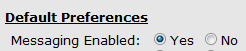 Default Preferences
Messaging Enabled: Yes No